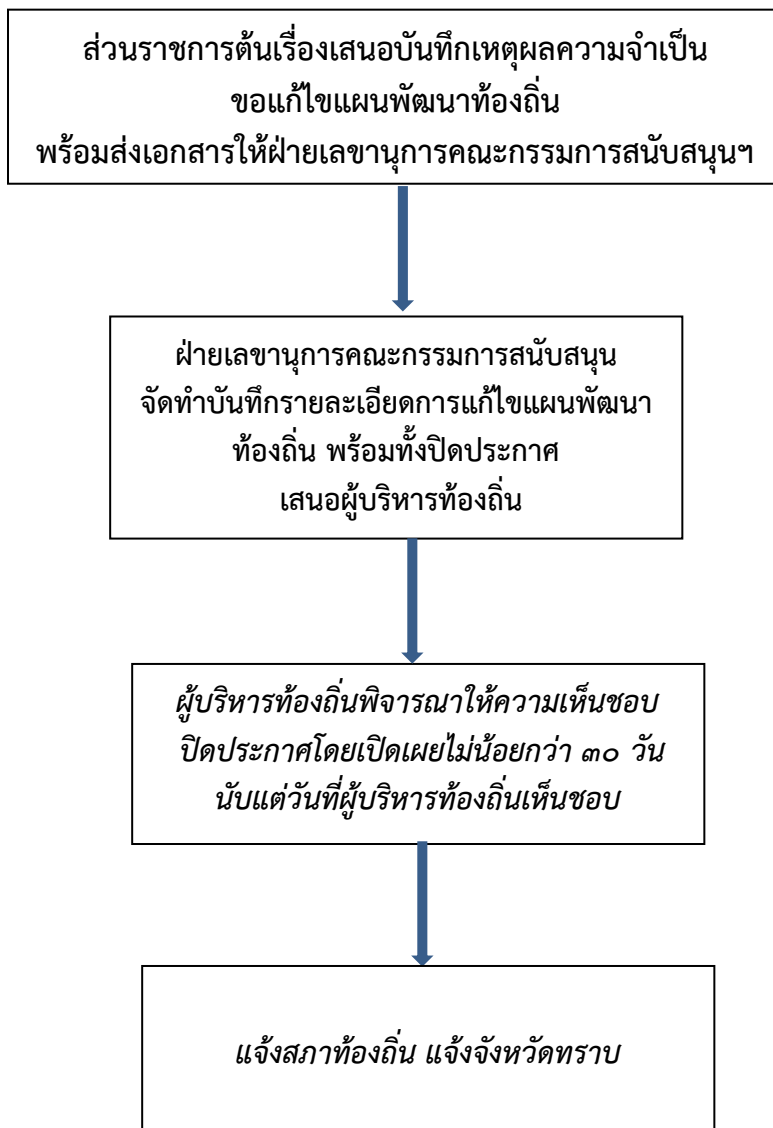 ส่วนราชการต้นเรื่องเสนอบันทึกเหตุผลความจำเป็น
ขอแก้ไขแผนพัฒนาท้องถิ่น
พร้อมส่งเอกสารให้ฝ่ายเลขานุการคณะกรรมการสนับสนุนฯ
ฝ่ายเลขานุการคณะกรรมการสนับสนุน
จัดทำบันทึกรายละเอียดการแก้ไขแผนพัฒนา
ท้องถิ่น พร้อมทั้งปิดประกาศ
เสนอผู้บริหารท้องถิ่น
ผู้บริหารท้องถิ่นพิจารณาให้ความเห็นชอบ
ปิดประกาศโดยเปิดเผยไม่น้อยกว่า ๓๐ วัน
นับแต่วันที่ผู้บริหารท้องถิ่นเห็นชอบ
แจ้งสภาท้องถิ่น แจ้งจังหวัดทราบ